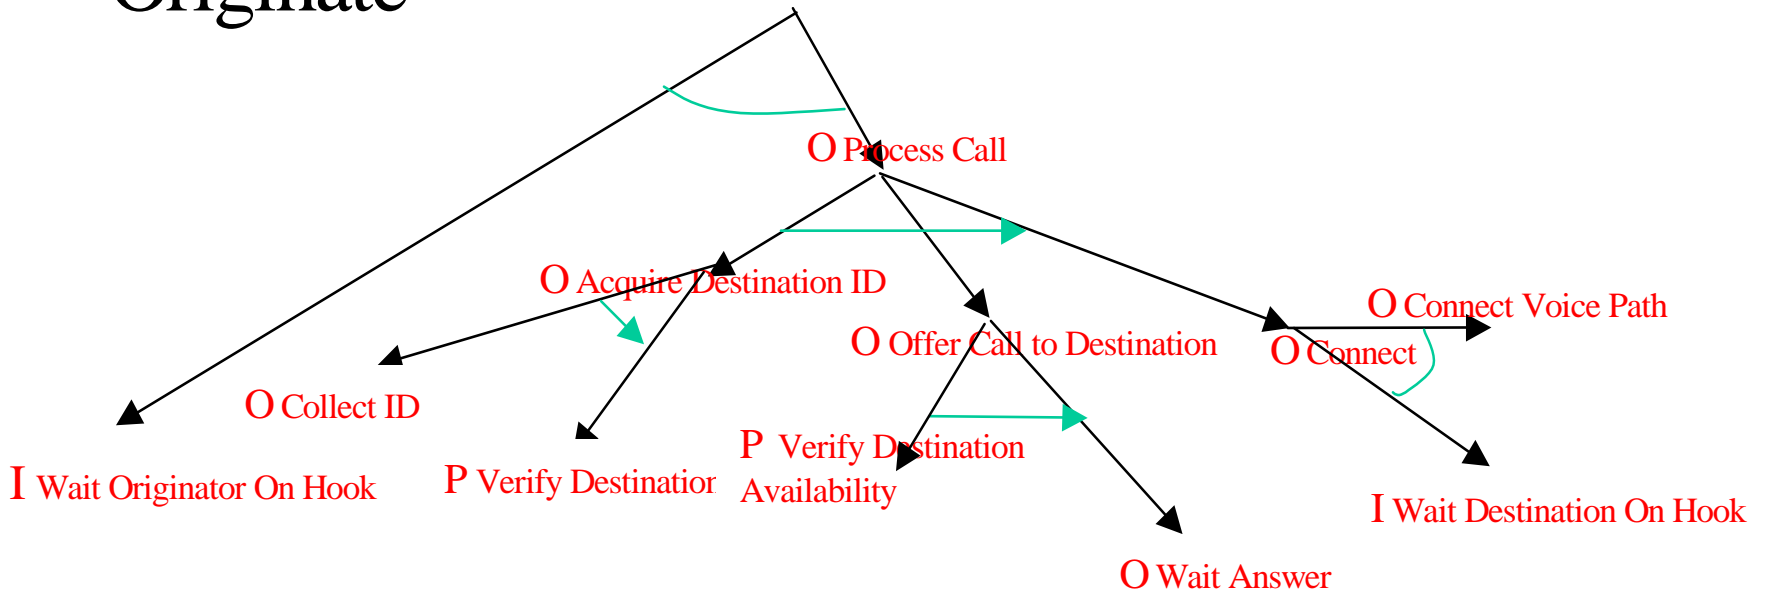 Originate
O Process Call
O Acquire Destination ID
O Connect Voice Path
O Offer Call to Destination
O Connect
O Collect ID
P Verify Destination
Availability
I Wait Originator On Hook
P Verify Destination
I Wait Destination On Hook
O Wait Answer